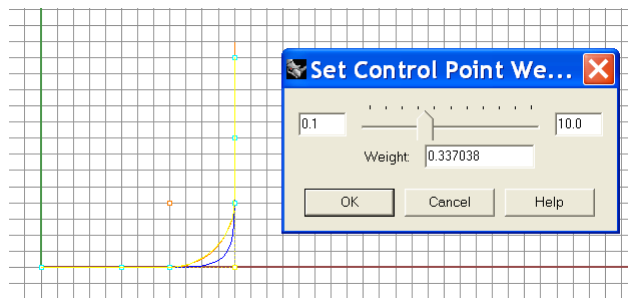 Set Control Point We...
0.1
10.0
Weight: 0.337038
OK Cancel Help